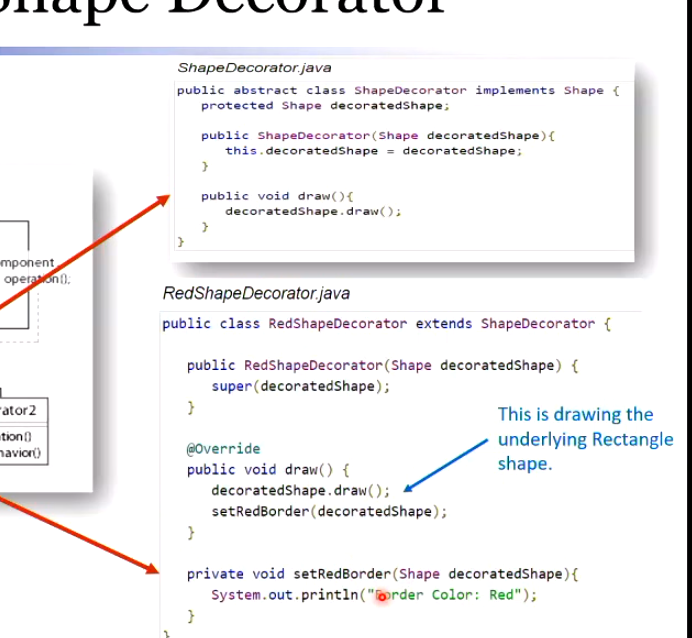 Shape Decorator
ShapeDecorator.java
public abstract class ShapeDecorator implements Shape {
protected Shape decoratedShape;
public ShapeDecorator(Shape decoratedShape){
this.decoratedShape = decoratedShape;
}
public void draw(){
decoratedShape.draw();
}
}
mponent
operation();
ator2
tion()
havior()
RedShapeDecorator.java
public class RedShapeDecorator extends ShapeDecorator {
public RedShapeDecorator(Shape decoratedShape) {
super(decoratedShape);
}
@Override
public void draw() {
decoratedShape.draw();
setRedBorder(decoratedShape);
}
private void setRedBorder(Shape decoratedShape){
System.out.println("Border Color: Red");
}
}
This is drawing the
underlying Rectangle
shape.